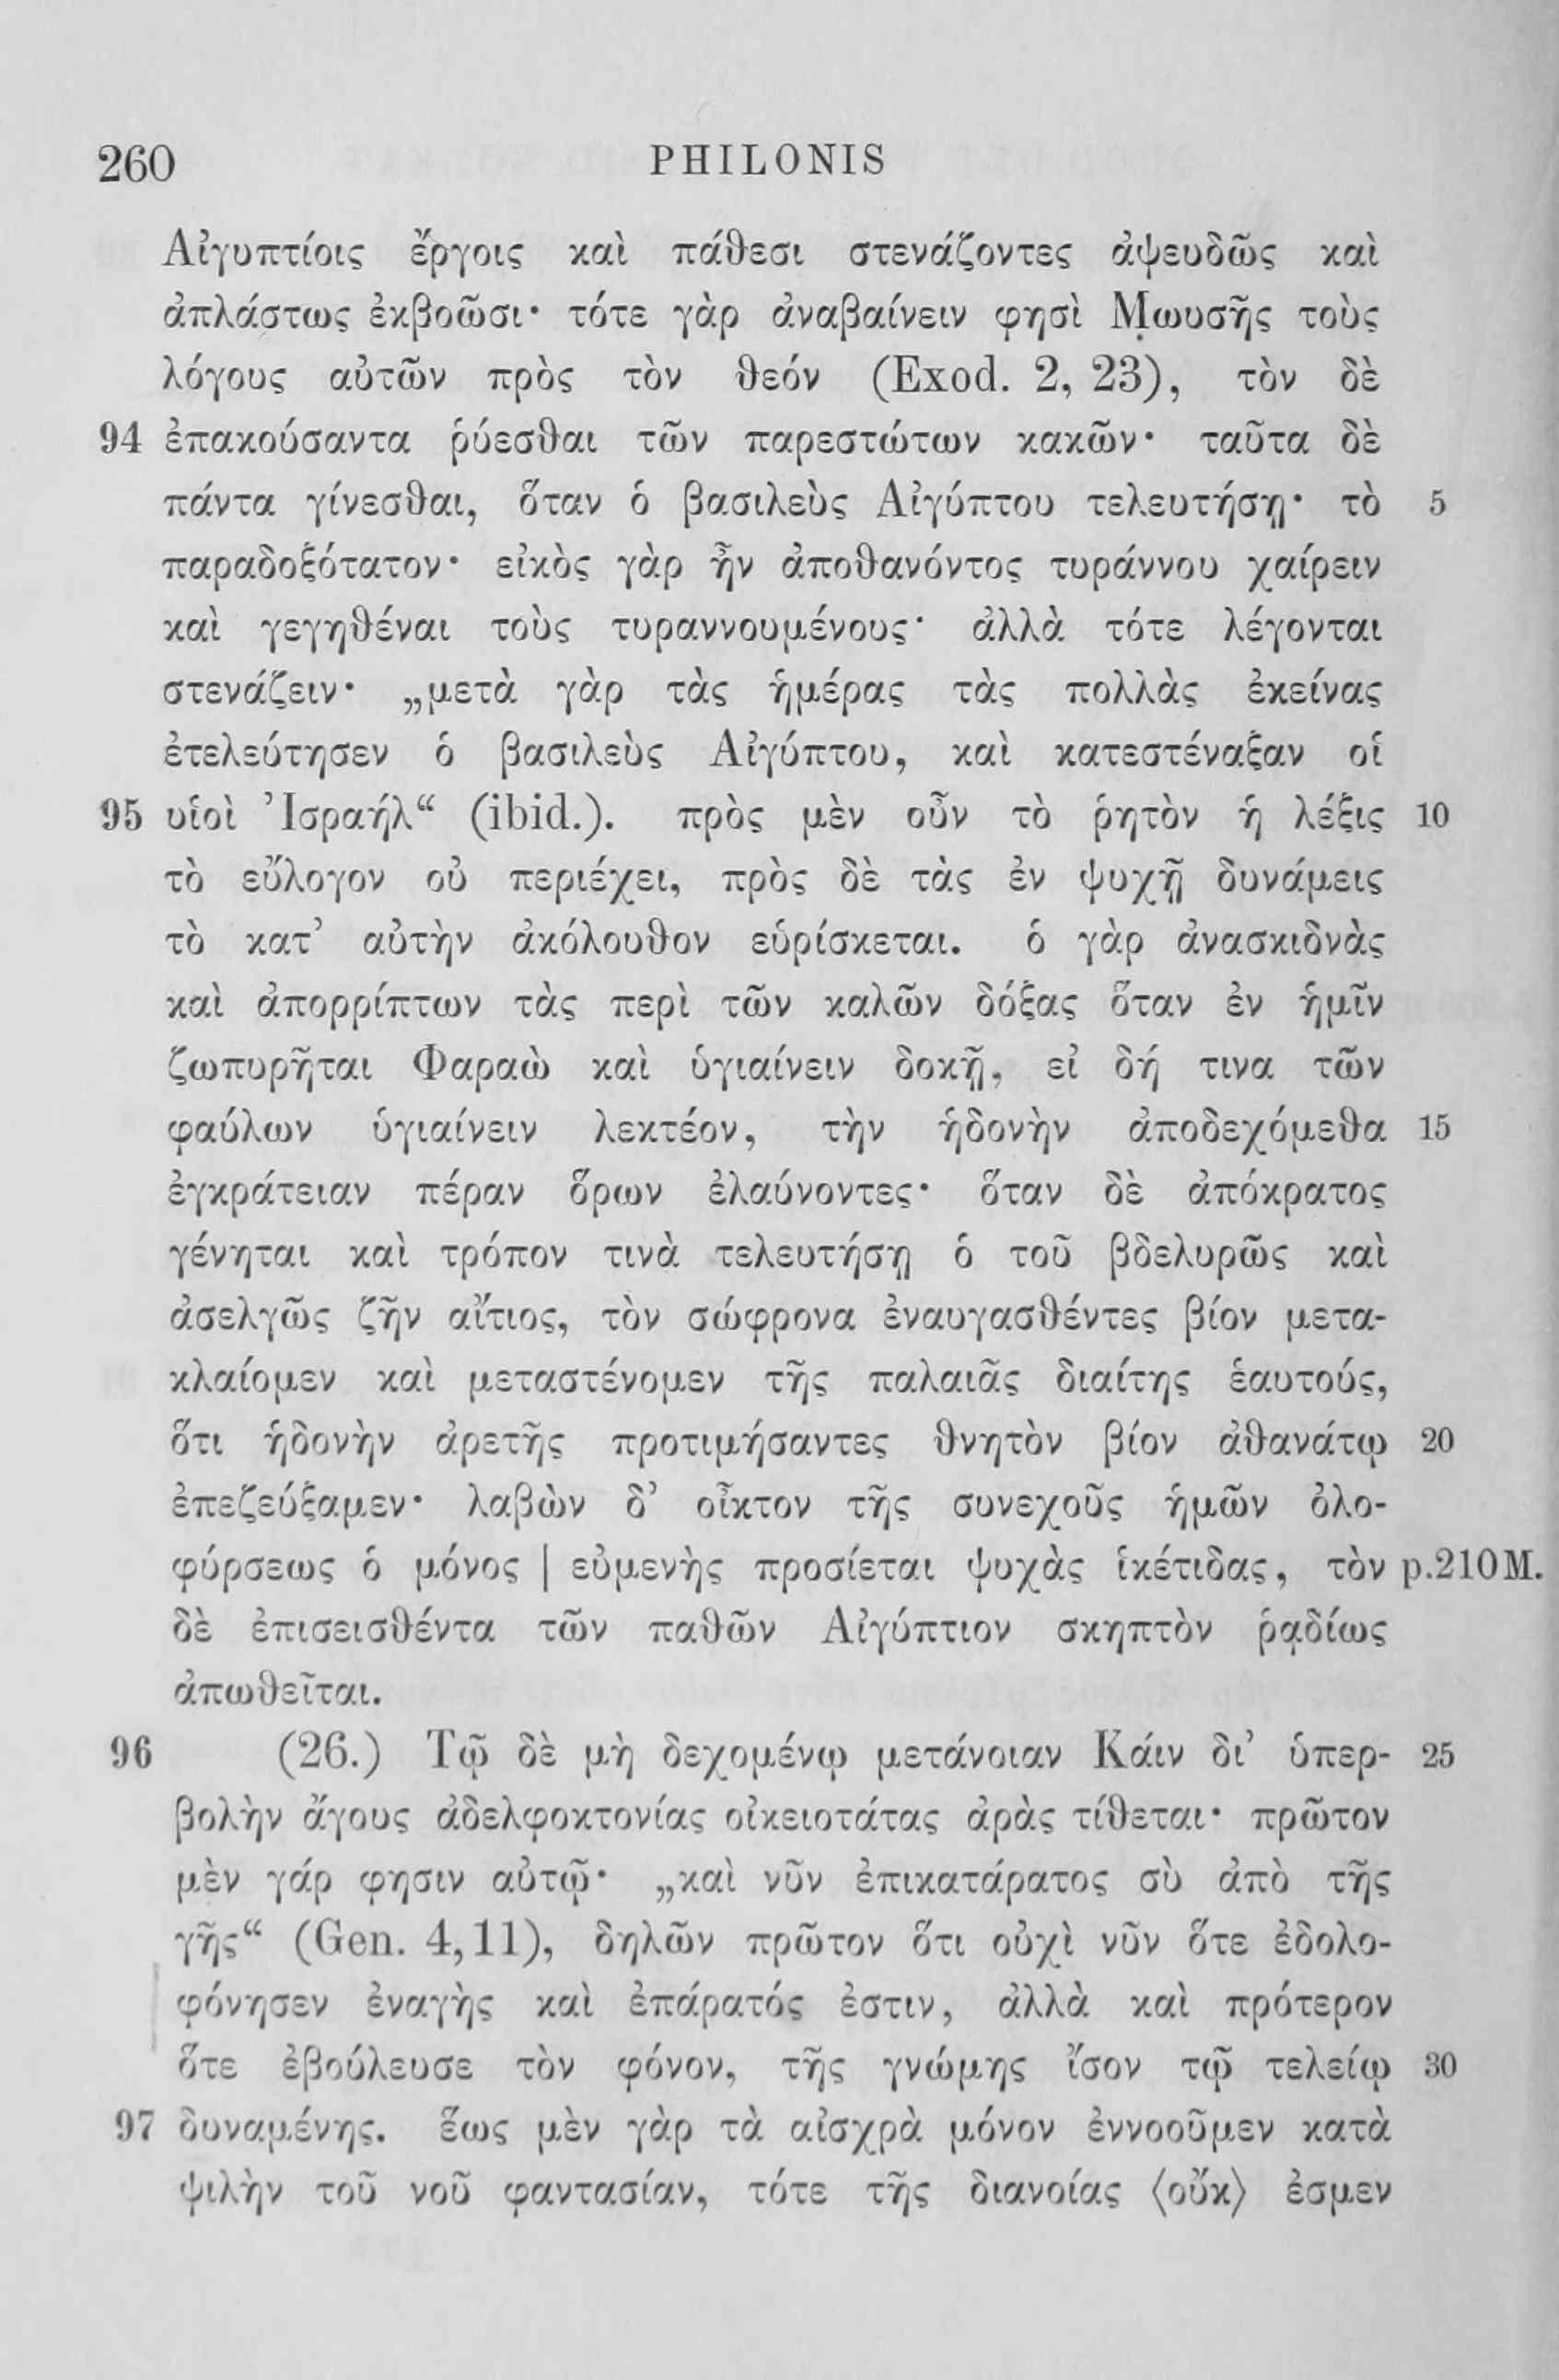 260 PHILONIS
Αἰγυπτίοις ἔργοις καὶ πάθεσι στενάζοντες ἀψευδῶς καὶ
ἀπλάστως ἐκβοῶσι· τότε γὰρ ἀναβαίνειν φησὶ Μωυσῆς τοὺς
λόγους αὐτῶν πρὸς τὸν θεόν (Exod. 2, 23), τὸν δὲ
94 ἐπακούσαντα ῥύεσθαι τῶν παρεστώτων κακῶν· ταῦτα δὲ
πάντα γίνεσθαι, ὅταν ὁ βασιλεὺς Αἰγύπτου τελευτήσῃ· τὸ 5
παραδοξότατον· εἰκὸς γὰρ ἦν ἀποθανόντος τυράννου χαίρειν
καὶ γεγηθέναι τοὺς τυραννουμένους· ἀλλὰ τότε λέγονται
στενάζειν· „μετὰ γὰρ τὰς ἡμέρας τὰς πολλὰς ἐκείνας
ἐτελεύτησεν ὁ βασιλεὺς Αἰγύπτου, καὶ κατεστέναξαν οἱ
95 υἱοὶ Ἰσραήλ“ (ibid.). πρὸς μὲν οὖν τὸ ῥητὸν ἡ λέξις 10
τὸ εὔλογον οὐ περιέχει, πρὸς δὲ τὰς ἐν ψυχῇ δυνάμεις
τὸ κατ’ αὐτὴν ἀκόλουθον εὑρίσκεται. ὁ γὰρ ἀνασκιδνὰς
καὶ ἀπορρίπτων τὰς περὶ τῶν καλῶν δόξας ὅταν ἐν ἡμῖν
ζωπυρῆται Φαραὼ καὶ ὑγιαίνειν δοκῇ, εἰ δή τινα τῶν
φαύλων ὑγιαίνειν λεκτέον, τὴν ἡδονὴν ἀποδεχόμεθα 15
ἐγκράτειαν πέραν ὅρων ἐλαύνοντες· ὅταν δὲ ἀπόκρατος
γένηται καὶ τρόπον τινὰ τελευτήσῃ ὁ τοῦ βδελυρῶς καὶ
ἀσελγῶς ζῆν αἴτιος, τὸν σώφρονα ἐναυγασθέντες βίον μετα-
κλαίομεν καὶ μεταστένομεν τῆς παλαιᾶς διαίτης ἑαυτούς,
ὅτι ἡδονὴν ἀρετῆς προτιμήσαντες θνητὸν βίον ἀθανάτῳ 20
ἐπεζεύξαμεν· λαβὼν δ’ οἶκτον τῆς συνεχοῦς ἡμῶν ὀλο-
φύρσεως ὁ μόνος | εὐμενὴς προσίεται ψυχὰς ἱκέτιδας, τὸν p.210M.
δὲ ἐπισεισθέντα τῶν παθῶν Αἰγύπτιον σκηπτὸν ῥᾳδίως
ἀπωθεῖται.
96 (26.) Τῷ δὲ μὴ δεχομένῳ μετάνοιαν Κάιν δι’ ὑπερ- 25
βολὴν ἄγους ἀδελφοκτονίας οἰκειοτάτας ἀρὰς τίθεται· πρῶτον
μὲν γάρ φησιν αὐτῷ· „καὶ νῦν ἐπικατάρατος σὺ ἀπὸ τῆς
γῆς“ (Gen. 4,11), δηλῶν πρῶτον ὅτι οὐχὶ νῦν ὅτε ἐδολο-
φόνησεν ἐναγὴς καὶ ἐπάρατός ἐστιν, ἀλλὰ καὶ πρότερον
ὅτε ἐβούλευσε τὸν φόνον, τῆς γνώμης ἴσον τῷ τελείῳ 30
97 δυναμένης. ἕως μὲν γὰρ τὰ αἰσχρὰ μόνον ἐννοοῦμεν κατὰ
ψιλὴν τοῦ νοῦ φαντασίαν, τότε τῆς διανοίας ⟨οὔκ⟩ ἐσμεν